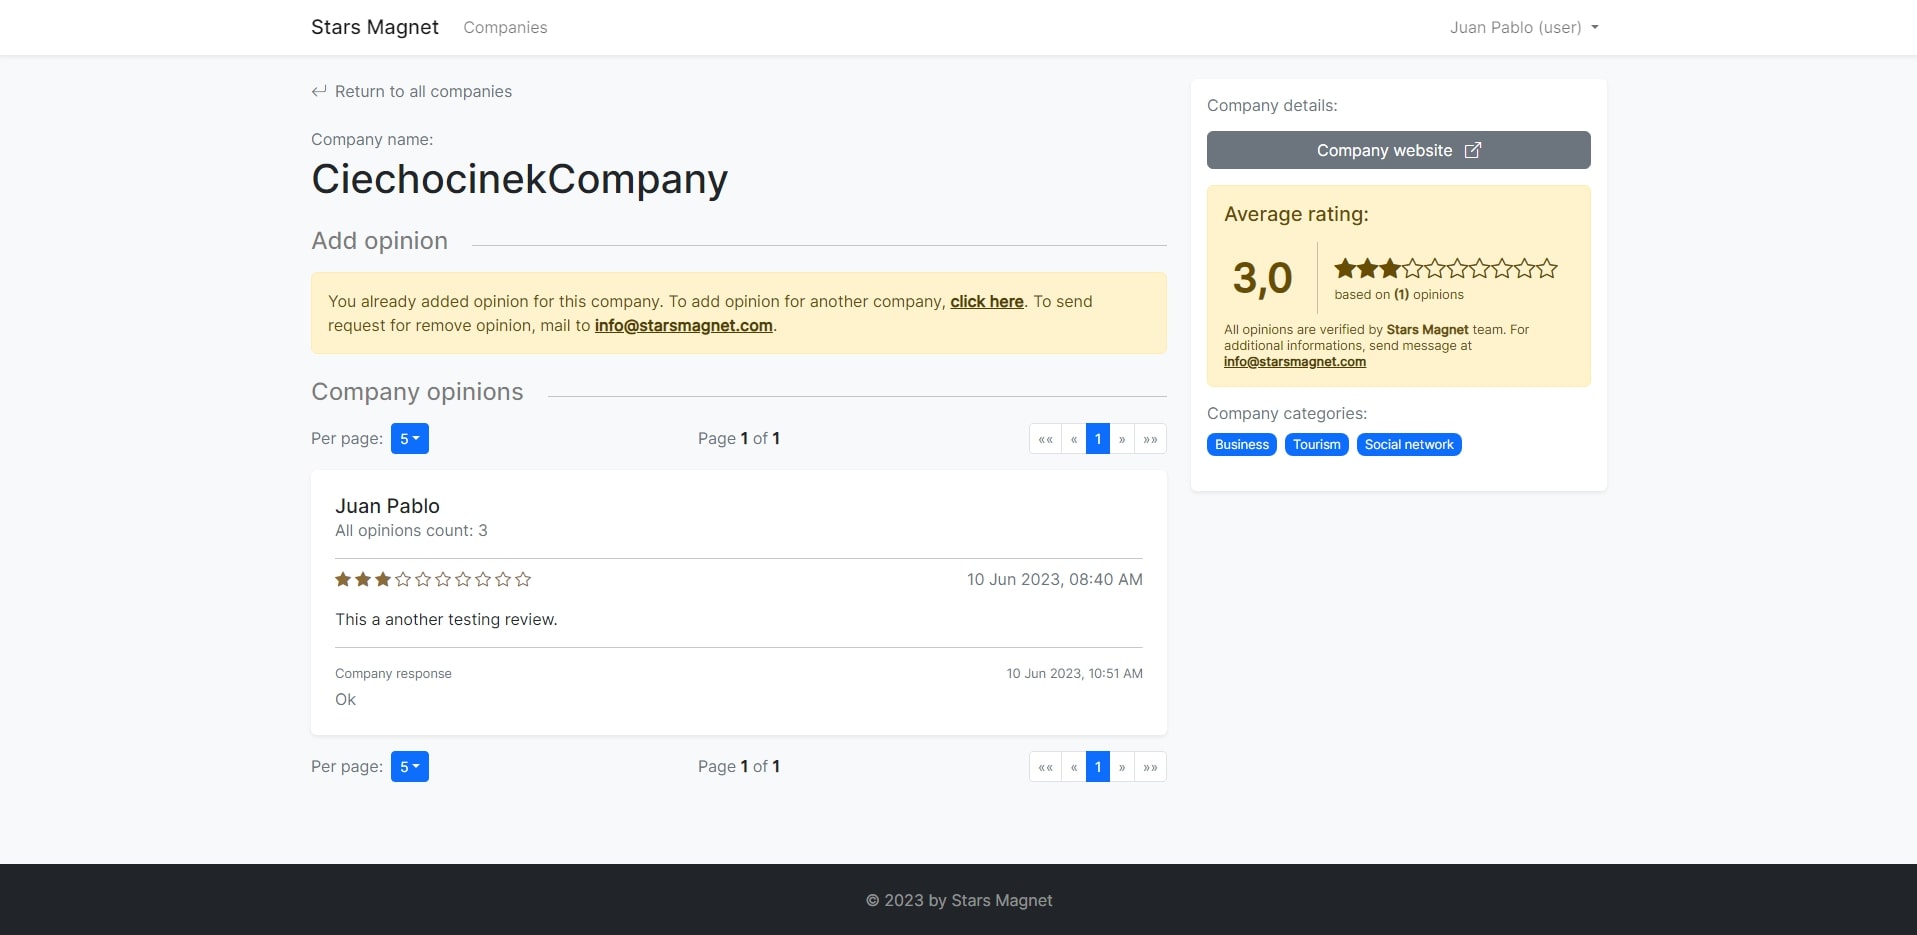 Stars Magnet Companies Juan Pablo (user)
Return to all companies
Company name:
CiechocinekCompany
Add opinion
You already added opinion for this company. To add opinion for another company, click here. To send
request for remove opinion, mail to info@starsmagnet.com.
Company opinions
Per page: 5 Page 1 of 1 «« « 1 » »»
Juan Pablo
All opinions count: 3
10 Jun 2023, 08:40 AM
This a another testing review.
Company response 10 Jun 2023, 10:51 AM
Ok
Per page: 5 Page 1 of 1 «« « 1 » »»
Company details:
Company website
Average rating:
3,0
based on (1) opinions
All opinions are verified by Stars Magnet team. For
additional informations, send message at
info@starsmagnet.com
Company categories:
Business Tourism Social network
© 2023 by Stars Magnet